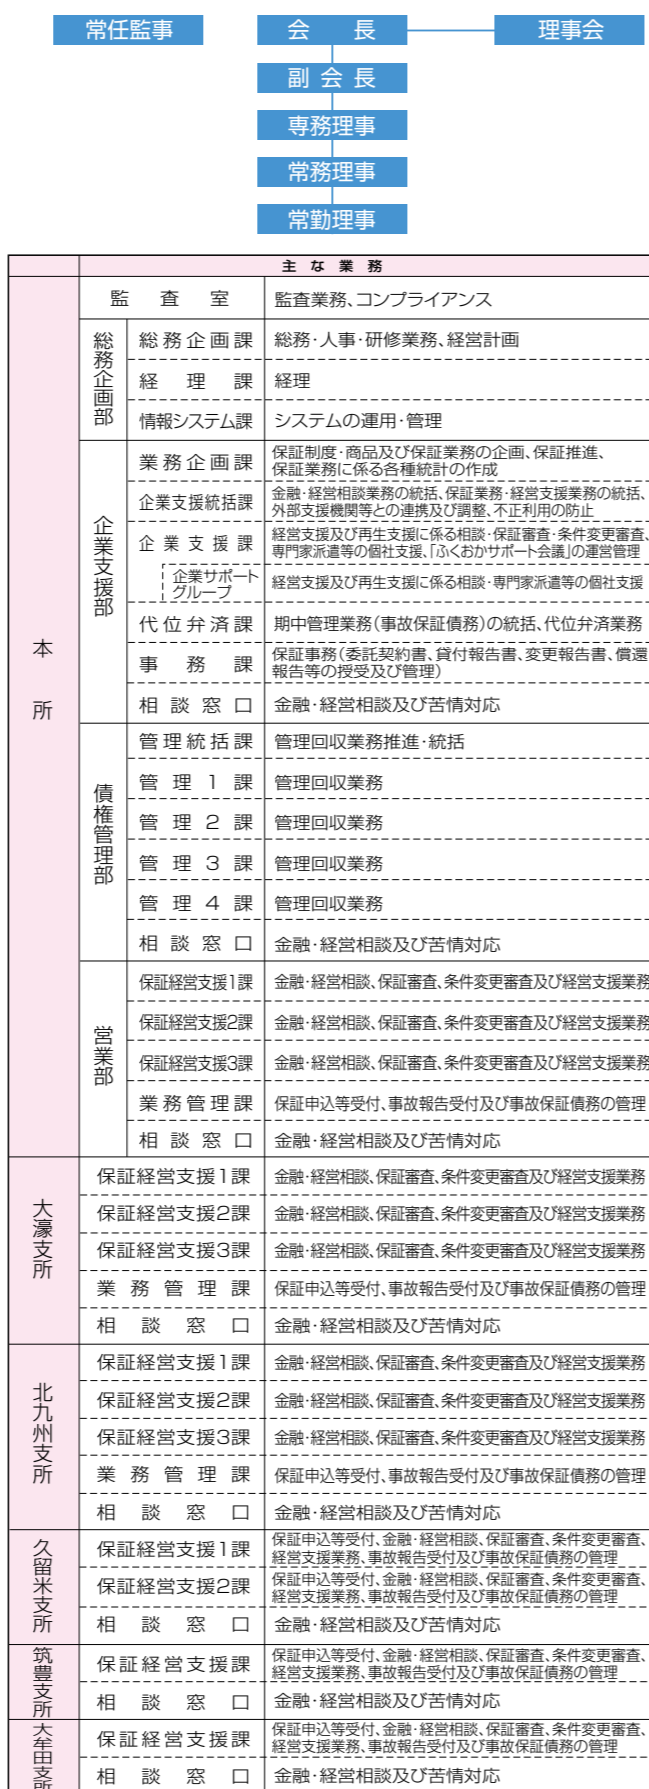 常任監事
会長
理事会
副会長
専務理事
常務理事
常勤理事
主な業務
本所
監査室
監査業務、コンプライアンス
総務企画部
総務企画課
総務・人事・研修業務、経営計画
経理課
経理
情報システム課
システムの運用・管理
企業支援部
業務企画課
保証制度・商品及び保証業務の企画、保証推進、
保証業務に係る各種統計の作成
企業支援統括課
金融・経営相談業務の統括、保証業務・経営支援業務の統括、
外部支援機関等との連携及び調整、不正利用の防止
企業支援課
経営支援及び再生支援に係る相談・保証審査・条件変更審査、
専門家派遣等の個社支援、「ふくおかサポート会議」の運営管理
企業サポート
グループ
経営支援及び再生支援に係る相談・専門家派遣等の個社支援
代位弁済課
期中管理業務(事故保証債務)の統括、代位弁済業務
事務課
保証事務(委託契約書、貸付報告書、変更報告書、償還
報告等の授受及び管理)
相談窓口
金融・経営相談及び苦情対応
債権管理部
管理統括課
管理回収業務推進・統括
管理1課
管理回収業務
管理2課
管理回収業務
管理3課
管理回収業務
管理4課
管理回収業務
相談窓口
金融・経営相談及び苦情対応
営業部
保証経営支援1課
金融・経営相談、保証審査、条件変更審査及び経営支援業務
保証経営支援2課
金融・経営相談、保証審査、条件変更審査及び経営支援業務
保証経営支援3課
金融・経営相談、保証審査、条件変更審査及び経営支援業務
業務管理課
保証申込等受付、事故報告受付及び事故保証債務の管理
相談窓口
金融・経営相談及び苦情対応
大濠支所
保証経営支援1課
金融・経営相談、保証審査、条件変更審査及び経営支援業務
保証経営支援2課
金融・経営相談、保証審査、条件変更審査及び経営支援業務
保証経営支援3課
金融・経営相談、保証審査、条件変更審査及び経営支援業務
業務管理課
保証申込等受付、事故報告受付及び事故保証債務の管理
相談窓口
金融・経営相談及び苦情対応
北九州支所
保証経営支援1課
金融・経営相談、保証審査、条件変更審査及び経営支援業務
保証経営支援2課
金融・経営相談、保証審査、条件変更審査及び経営支援業務
保証経営支援3課
金融・経営相談、保証審査、条件変更審査及び経営支援業務
業務管理課
保証申込等受付、事故報告受付及び事故保証債務の管理
相談窓口
金融・経営相談及び苦情対応
久留米支所
保証経営支援1課
保証申込等受付、金融・経営相談、保証審査、条件変更審査、
経営支援業務、事故報告受付及び事故保証債務の管理
保証経営支援2課
保証申込等受付、金融・経営相談、保証審査、条件変更審査、
経営支援業務、事故報告受付及び事故保証債務の管理
相談窓口
金融・経営相談及び苦情対応
筑豊支所
保証経営支援課
保証申込等受付、金融・経営相談、保証審査、条件変更審査、
経営支援業務、事故報告受付及び事故保証債務の管理
相談窓口
金融・経営相談及び苦情対応
大牟田支所
保証経営支援課
保証申込等受付、金融・経営相談、保証審査、条件変更審査、
経営支援業務、事故報告受付及び事故保証債務の管理
相談窓口
金融・経営相談及び苦情対応